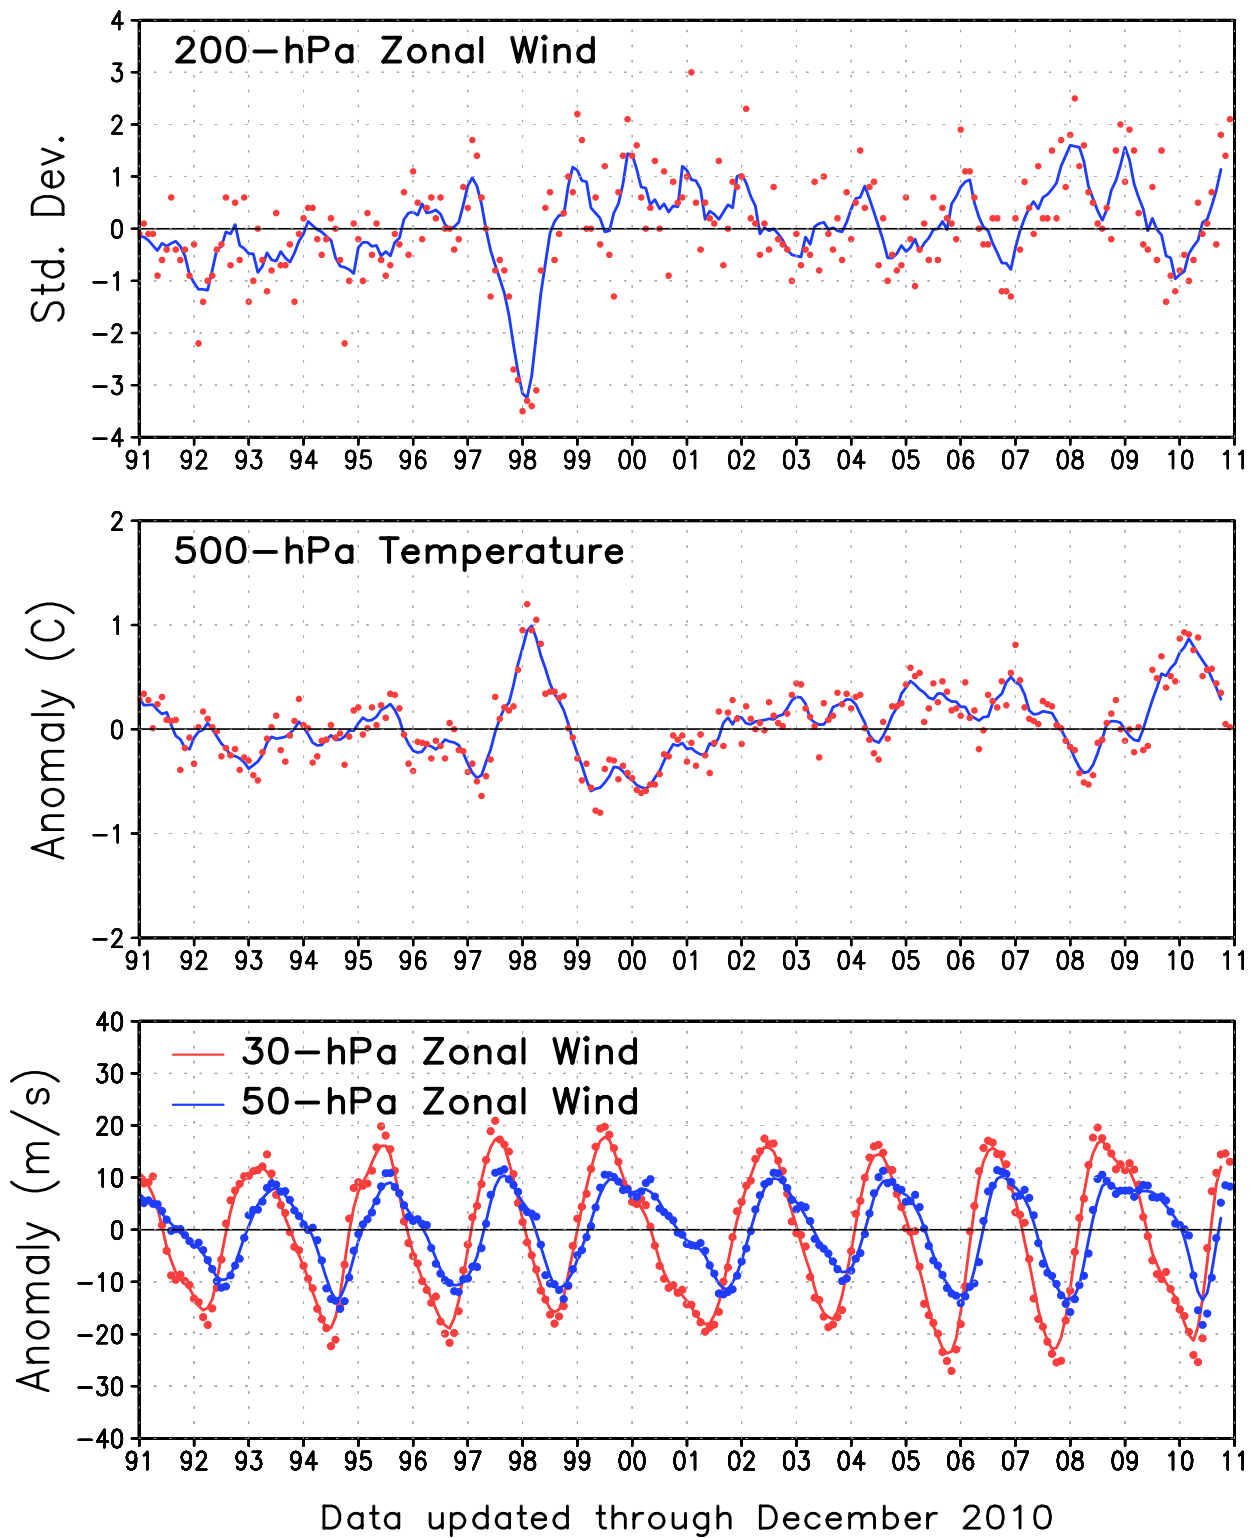 200-hPa Zonal Wind
Std. Dev.
4
3
2
1
0
-1
-2
-3
-4
91 92 93 94 95 96 97 98 99 00 01 02 03 04 05 06 07 08 09 10 11
500-hPa Temperature
Anomaly (C)
2
1
0
-1
-2
91 92 93 94 95 96 97 98 99 00 01 02 03 04 05 06 07 08 09 10 11
30-hPa Zonal Wind
50-hPa Zonal Wind
Anomaly (m/s)
40
30
20
10
0
-10
-20
-30
-40
91 92 93 94 95 96 97 98 99 00 01 02 03 04 05 06 07 08 09 10 11
Data updated through December 2010